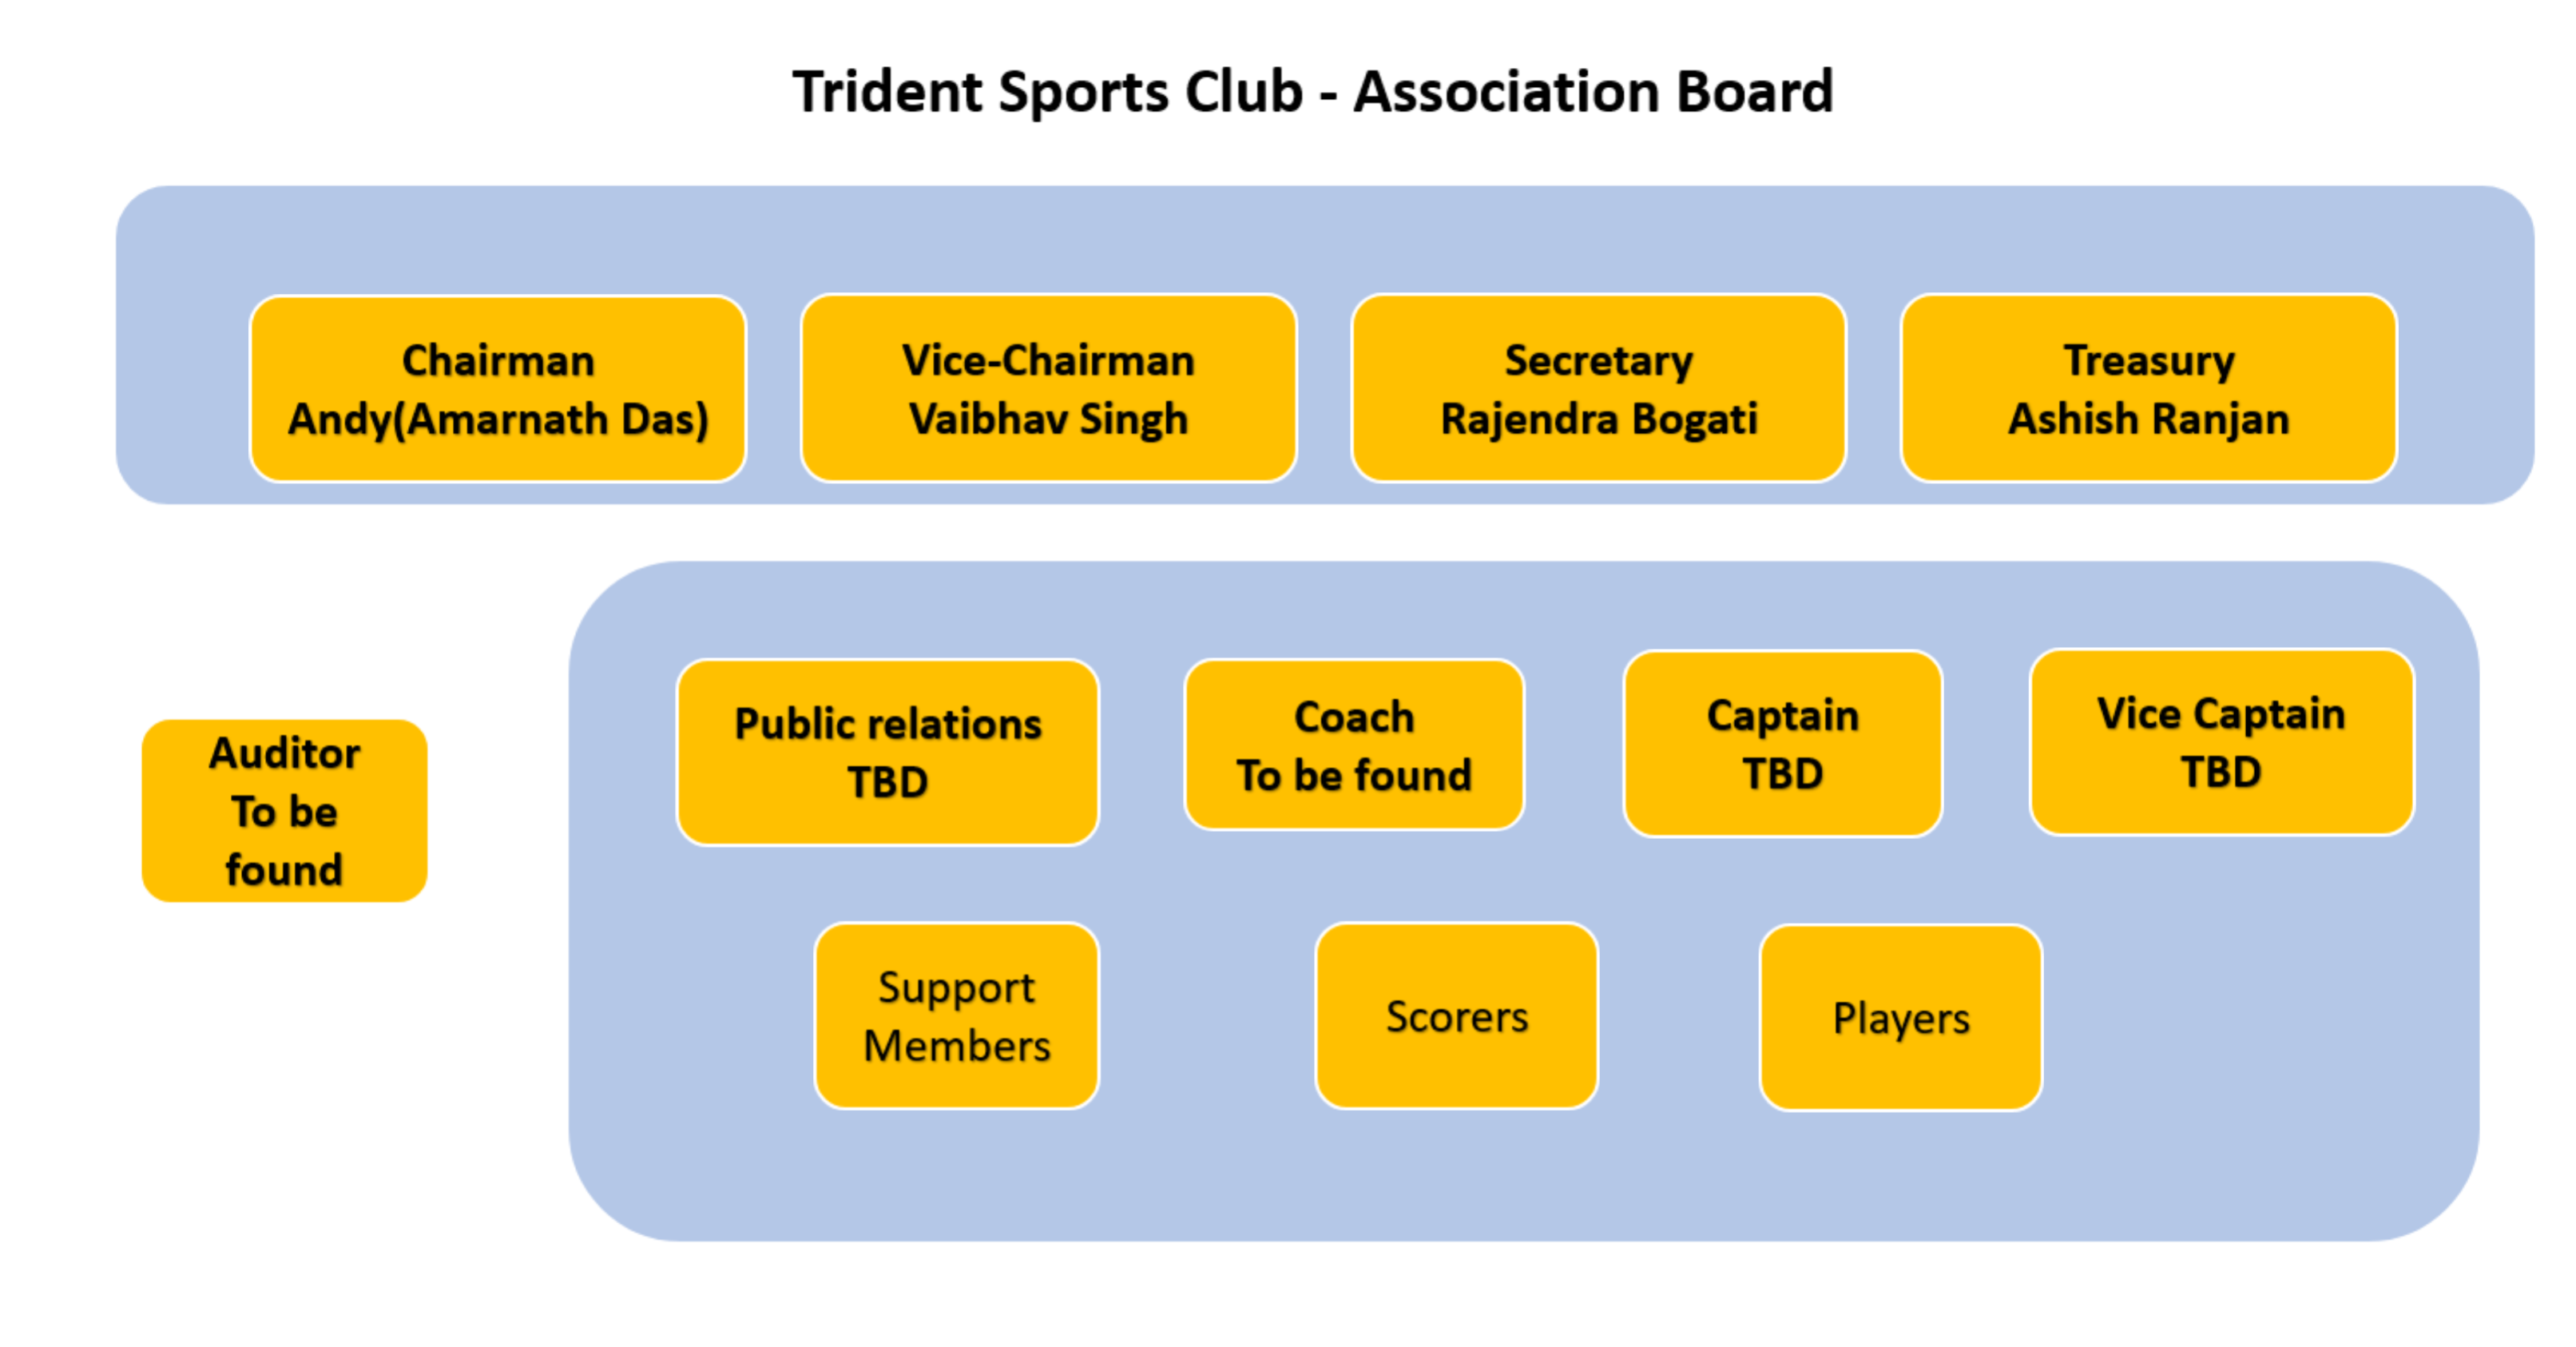 Trident Sports Club - Association Board
Chairman
Andy(Amarnath Das)
Vice-Chairman
Vaibhav Singh
Secretary
Rajendra Bogati
Treasury
Ashish Ranjan
Auditor
To be
found
Public relations
TBD
Coach
To be found
Captain
TBD
Vice Captain
TBD
Support
Members
Scorers
Players